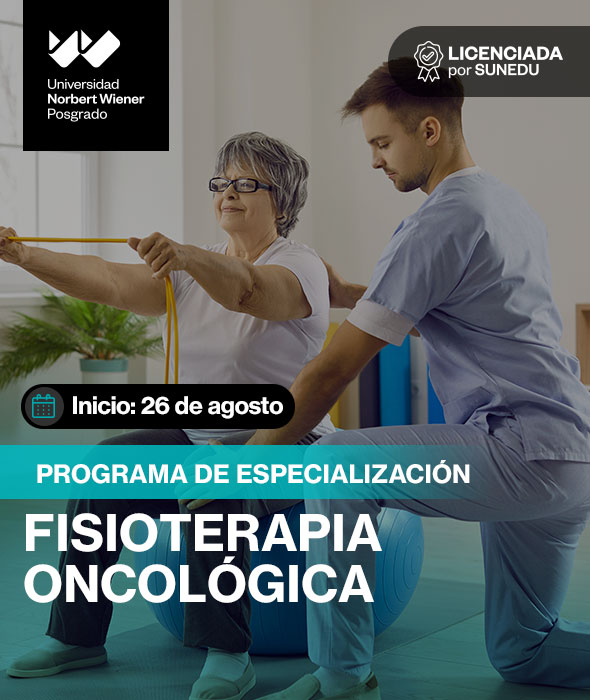 Universidad
Norbert Wiener
Posgrado
LICENCIADA
por SUNEDU
Inicio: 26 de agosto
PROGRAMA DE ESPECIALIZACIÓN
FISIOTERAPIA
ONCOLÓGICA